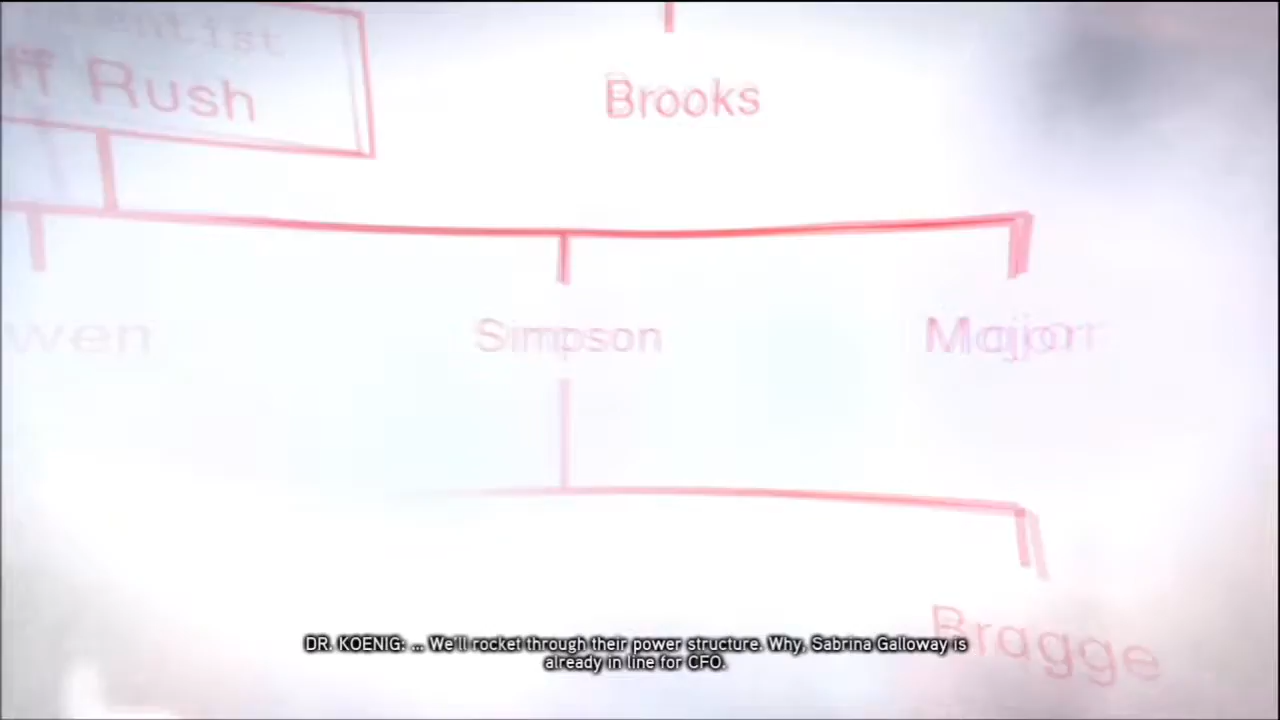 Rush
Brooks
Simpson
Major
Bragge
DR. KOENIG: ... We'll rocket through their power structure. Why, Sabrina Galloway is
already in line for CFO.